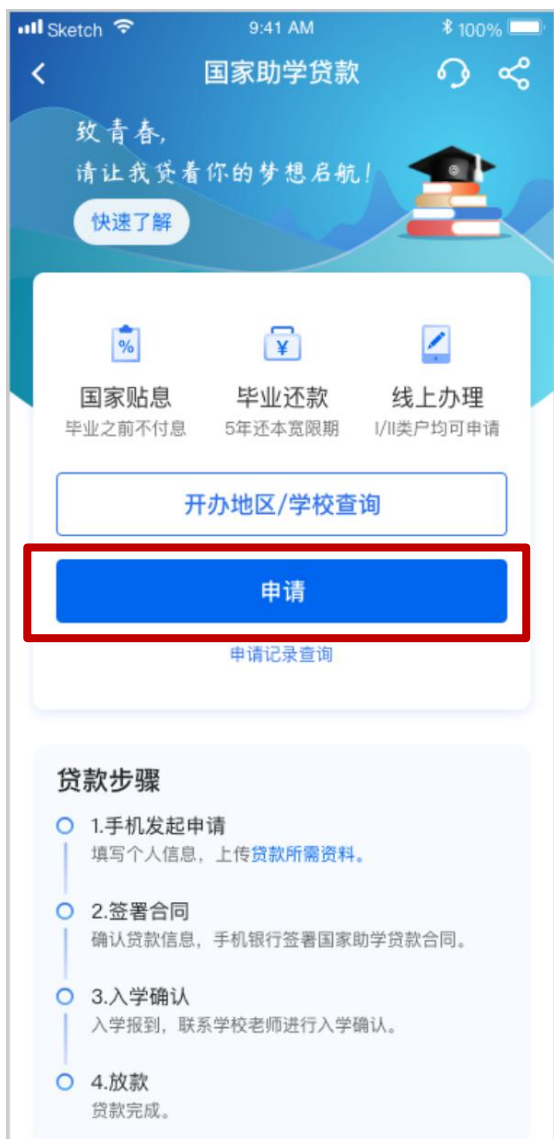 Sketch 9:41 AM 100%
国家助学贷款
致青春,
请让我贷着你的梦想启航!
快速了解
%
¥
国家贴息 毕业还款 线上办理
毕业之前不付息 5年还本宽限期 I/II类户均可申请
开办地区/学校查询
申请
申请记录查询
贷款步骤
1.手机发起申请
填写个人信息，上传贷款所需资料。
2.签署合同
确认贷款信息，手机银行签署国家助学贷款合同。
3.入学确认
入学报到，联系学校老师进行入学确认。
4.放款
贷款完成。